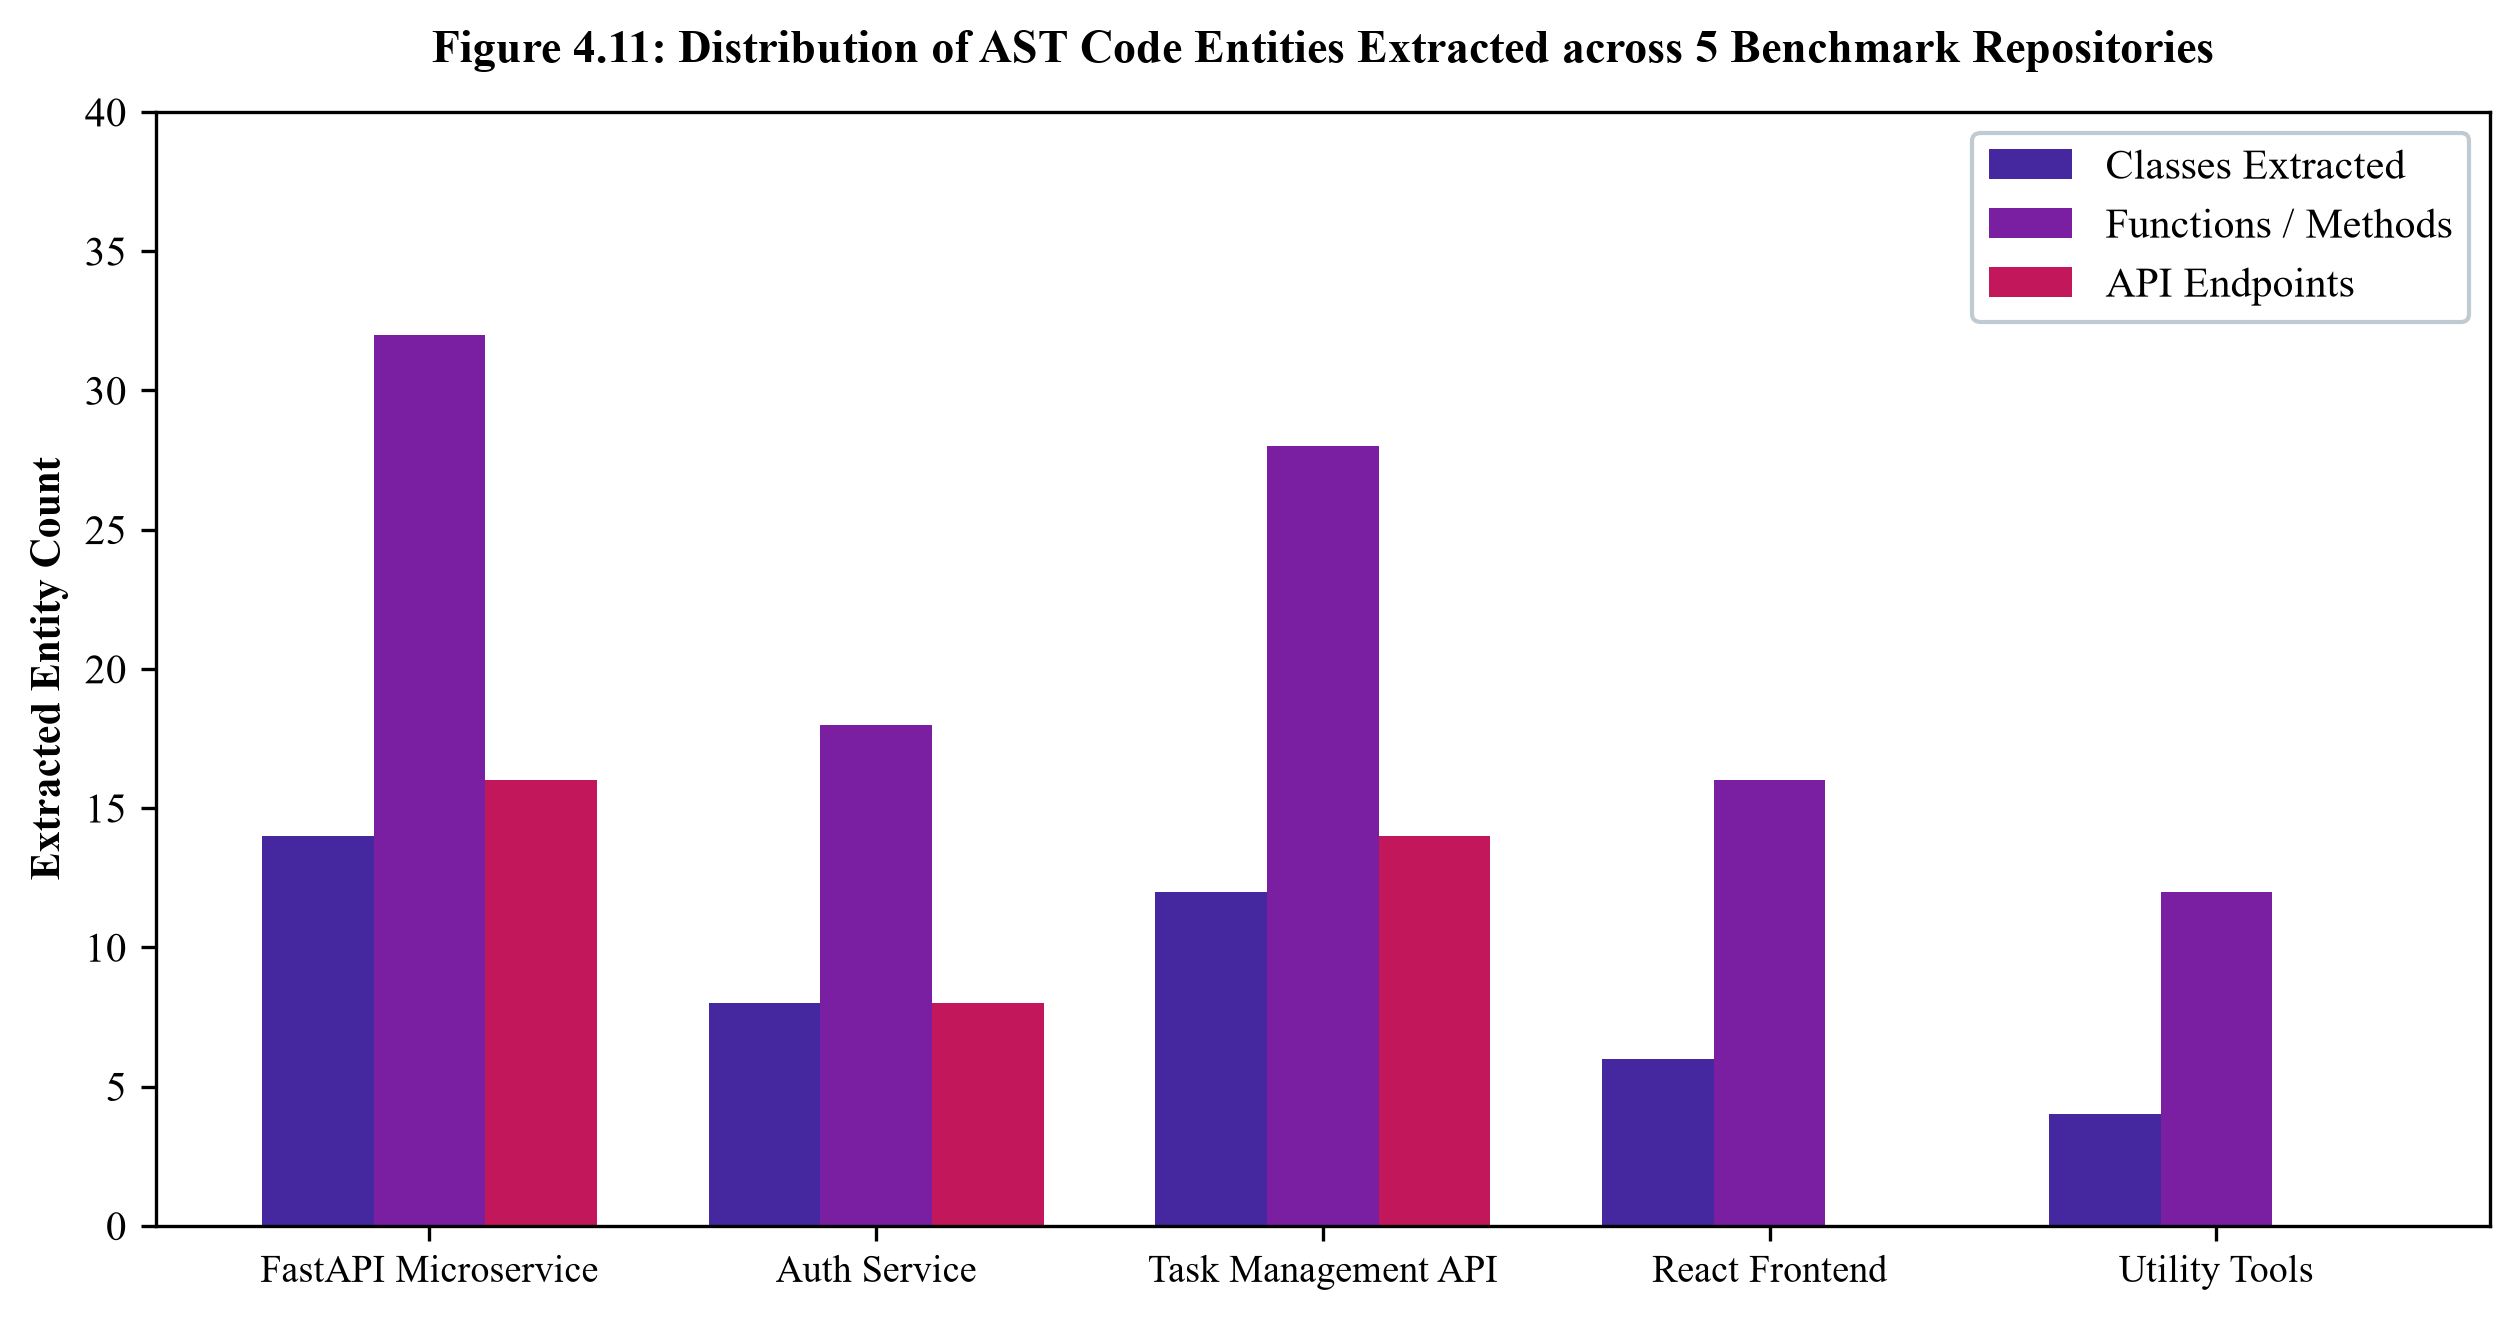 Figure 4.11: Distribution of AST Code Entities Extracted across 5 Benchmark Repositories
Extracted Entity Count
40
35
30
25
20
15
10
5
0
Classes Extracted
Functions / Methods
API Endpoints
FastAPI Microservice
Auth Service
Task Management API
React Frontend
Utility Tools